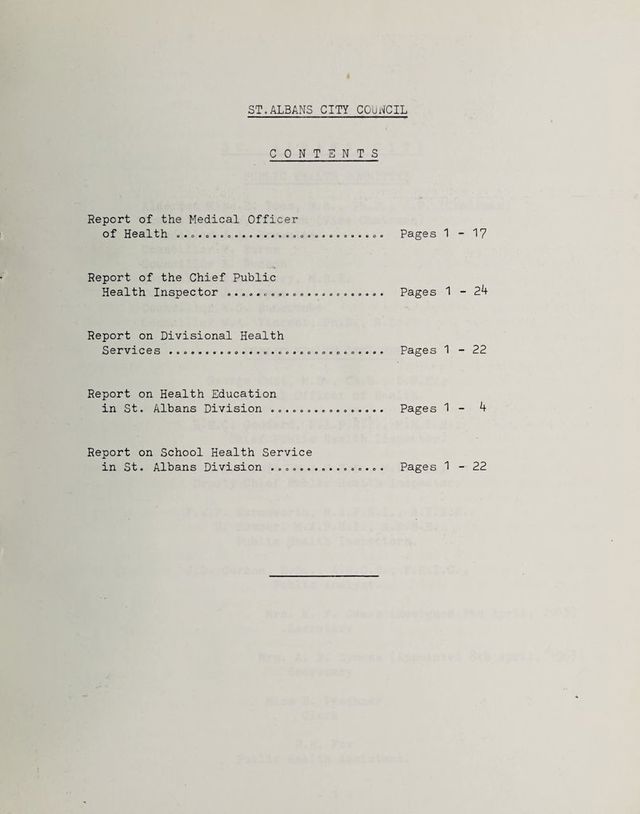 ST.ALBANS CITY COUNCIL
C O N T E N T S
Report of the Medical Officer
of Health ............................. Pages 1 - 17
Report of the Chief Public
Health Inspector ...................... Pages 1 - 24
Report on Divisional Health
Services .............................. Pages 1 - 22
Report on Health Education
in St. Albans Division ................ Pages 1 - 4
Report on School Health Service
in St. Albans Division ................ Pages 1 - 22